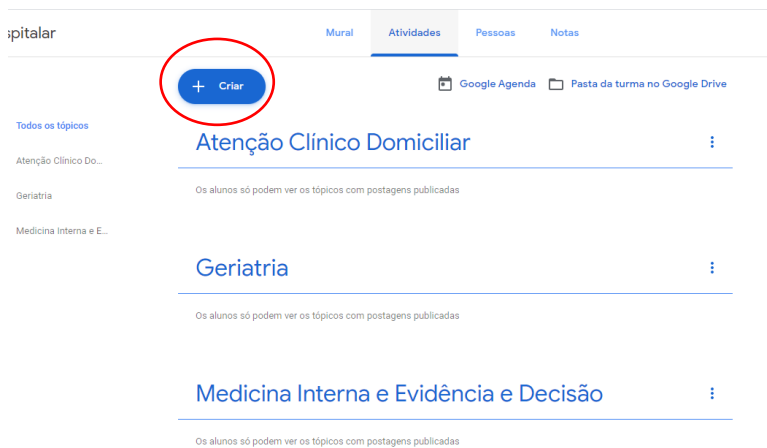 spitalar
Mural Atividades Pessoas Notas
+ Criar
Google Agenda Pasta da turma no Google Drive
Todos os tópicos
Atenção Clínico Do...
Geriatria
Medicina Interna e E...
Atenção Clínico Domiciliar
Os alunos só podem ver os tópicos com postagens publicadas
Geriatria
Os alunos só podem ver os tópicos com postagens publicadas
Medicina Interna e Evidência e Decisão
Os alunos só podem ver os tópicos com postagens publicadas